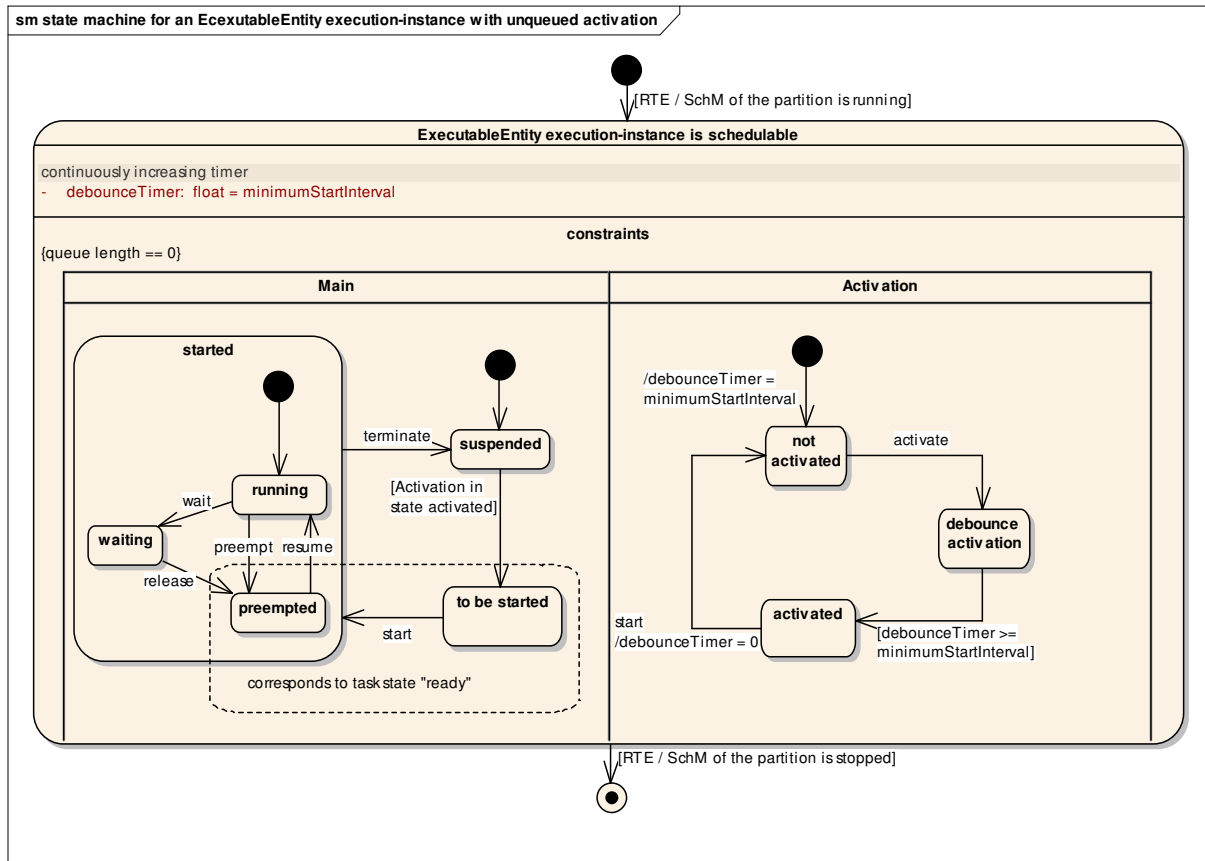 sm state machine for an EcexutableEntity execution-instance with unqueued activation
[RTE / SchM of the partition is running]
ExecutableEntity execution-instance is schedulable
continuously increasing timer
- debounceTimer: float = minimumStartInterval
constraints
{queue length == 0}
Main
started
running
wait
waiting
preempt
resume
release
preempted
terminate
suspended
[Activation in
state activated]
to be started
start
corresponds to task state "ready"
Activation
/debounceTimer =
minimumStartInterval
not
activated
activate
debounce
activation
activated
[debounceTimer >=
minimumStartInterval]
start
/debounceTimer = 0
[RTE / SchM of the partition is stopped]